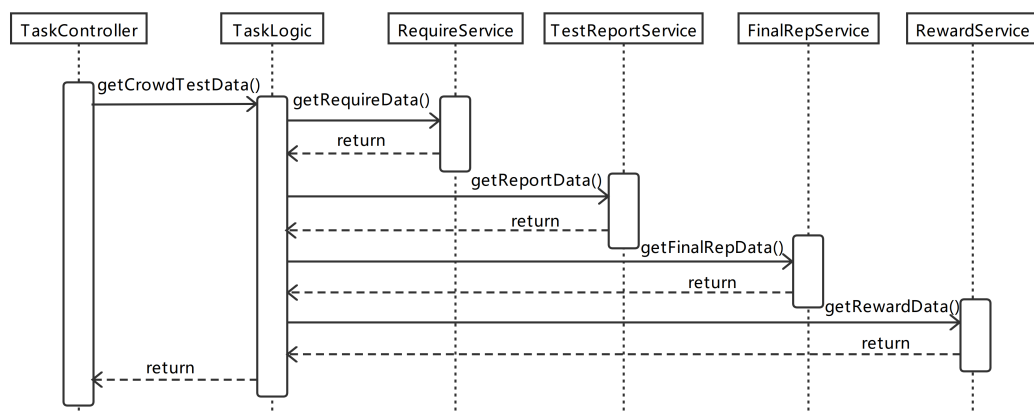 TaskController
TaskLogic
RequireService
TestReportService
FinalRepService
RewardService
getCrowdTestData()
getRequireData()
return
getReportData()
return
getFinalRepData()
return
getRewardData()
return
return